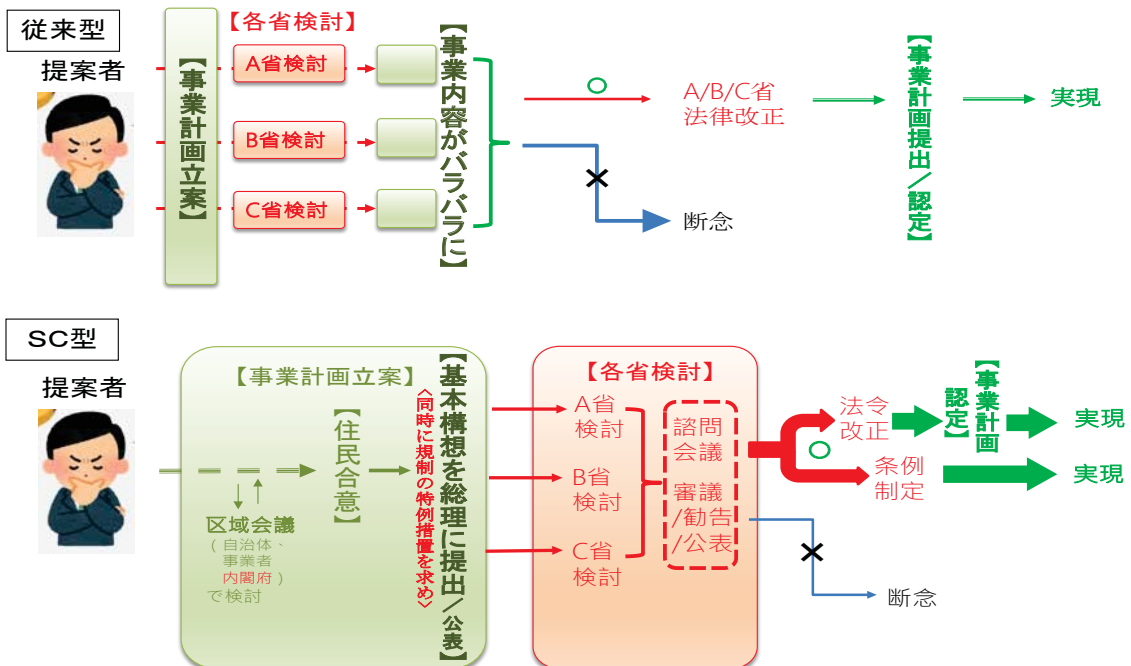 従来型
提案者
【事業計画立案】
【各省検討】
A省検討
B省検討
C省検討
【事業内容がバラバラに】
○
A/B/C省
法律改正
×
断念
【事業計画提出/認定】
実現
SC型
提案者
【事業計画立案】
区域会議
(自治体、
事業者
内閣府)
で検討
【住民合意】
<同時に規制の特例措置を求め>
【基本構想を総理に提出/公表】
【各省検討】
A省
検討
B省
検討
C省
検討
諮問
会議
審議
/勧告
/公表
○
法令
改正
【事業計画
認定】
実現
条例
制定
実現
×
断念